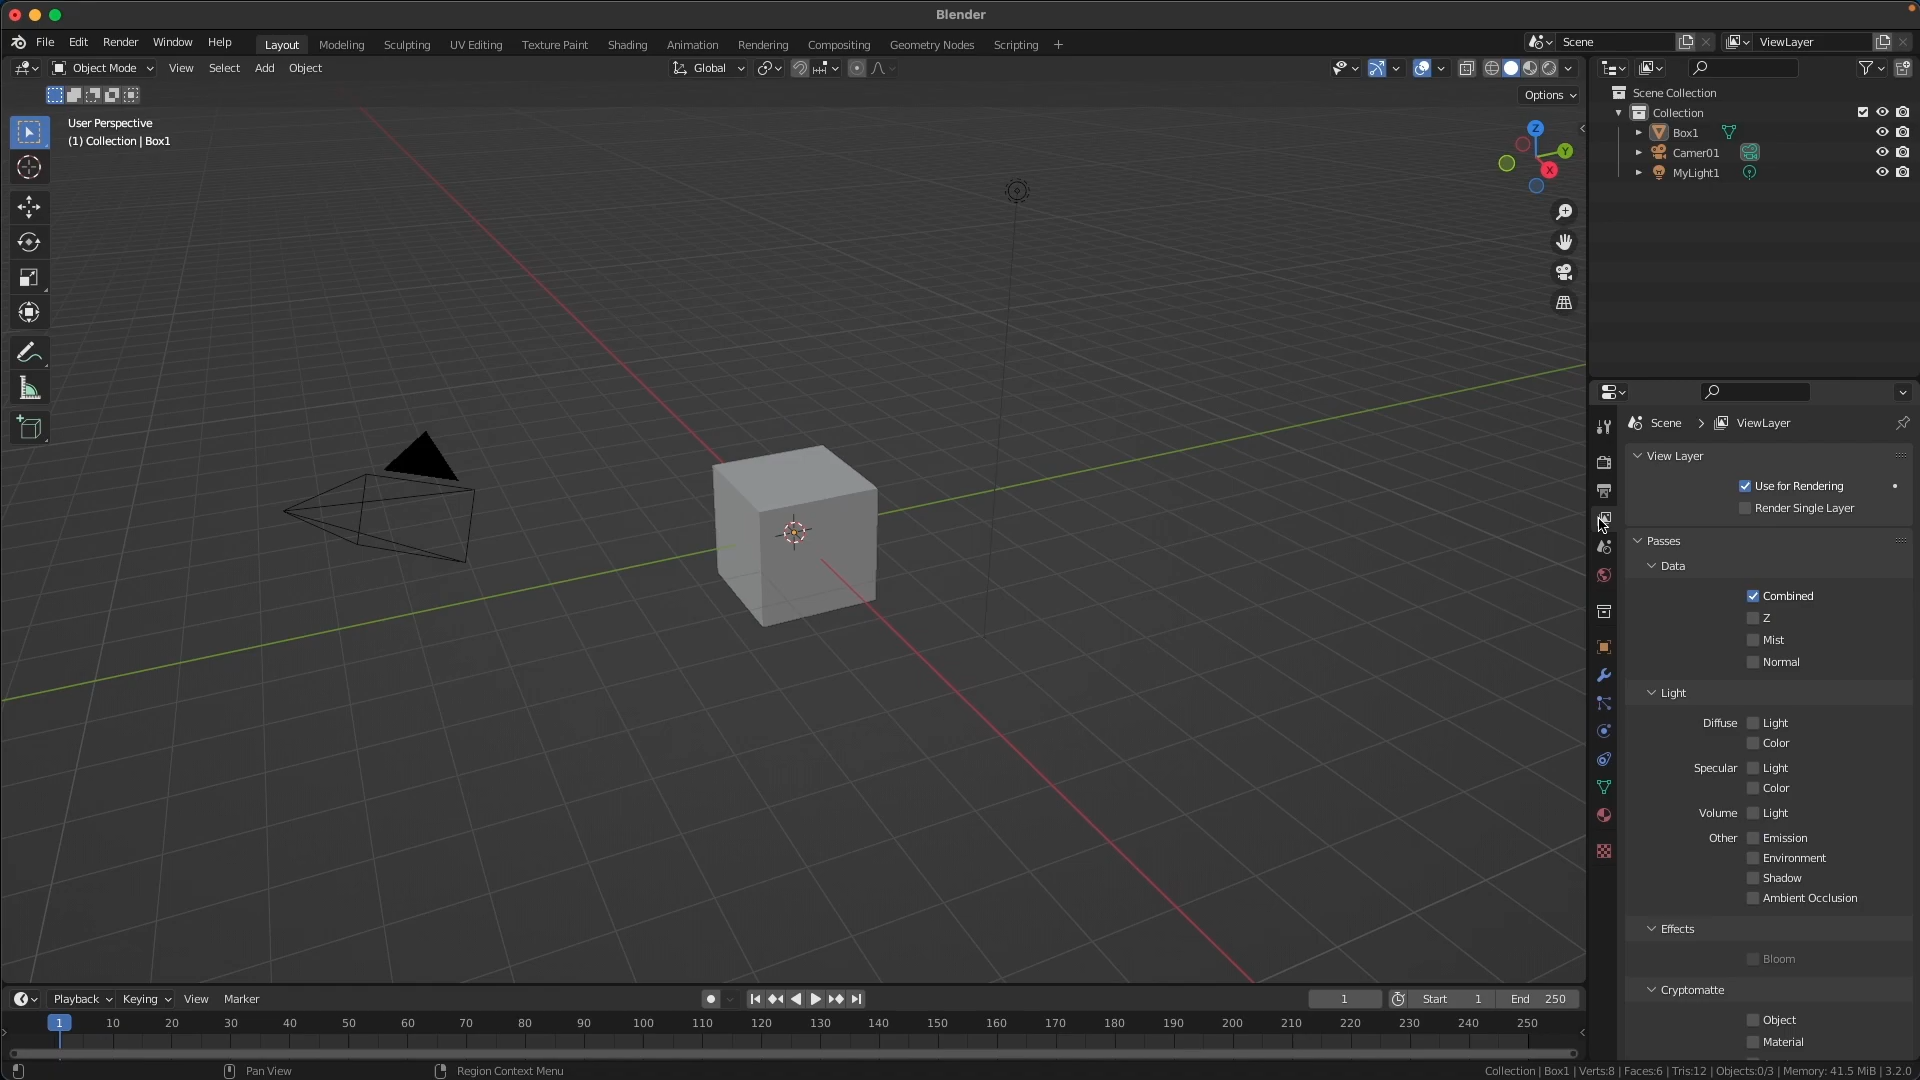 Blender
File Edit Render Window Help Layout Modeling Sculpting UV Editing Texture Paint Shading Animation Rendering Compositing Geometry Nodes Scripting + Scene ViewLayer
Object Mode View Select Add Object Global
Options
User Perspective
(1) Collection | Box1
Z
Y
X
Scene Collection
Collection
Box1
Camer01
MyLight1
Scene > ViewLayer
View Layer
Use for Rendering
Render Single Layer
Passes
Data
Combined
Z
Mist
Normal
Light
Diffuse Light
Color
Specular Light
Color
Volume Light
Other Emission
Environment
Shadow
Ambient Occlusion
Effects
Bloom
Cryptomatte
Object
Material
Playback Keying View Marker 1 Start 1 End 250
1 10 20 30 40 50 60 70 80 90 100 110 120 130 140 150 160 170 180 190 200 210 220 230 240 250
Pan View Region Context Menu Collection | Box1 | Verts:8 | Faces:6 | Tris:12 | Objects:0/3 | Memory: 41.5 MiB | 3.2.0